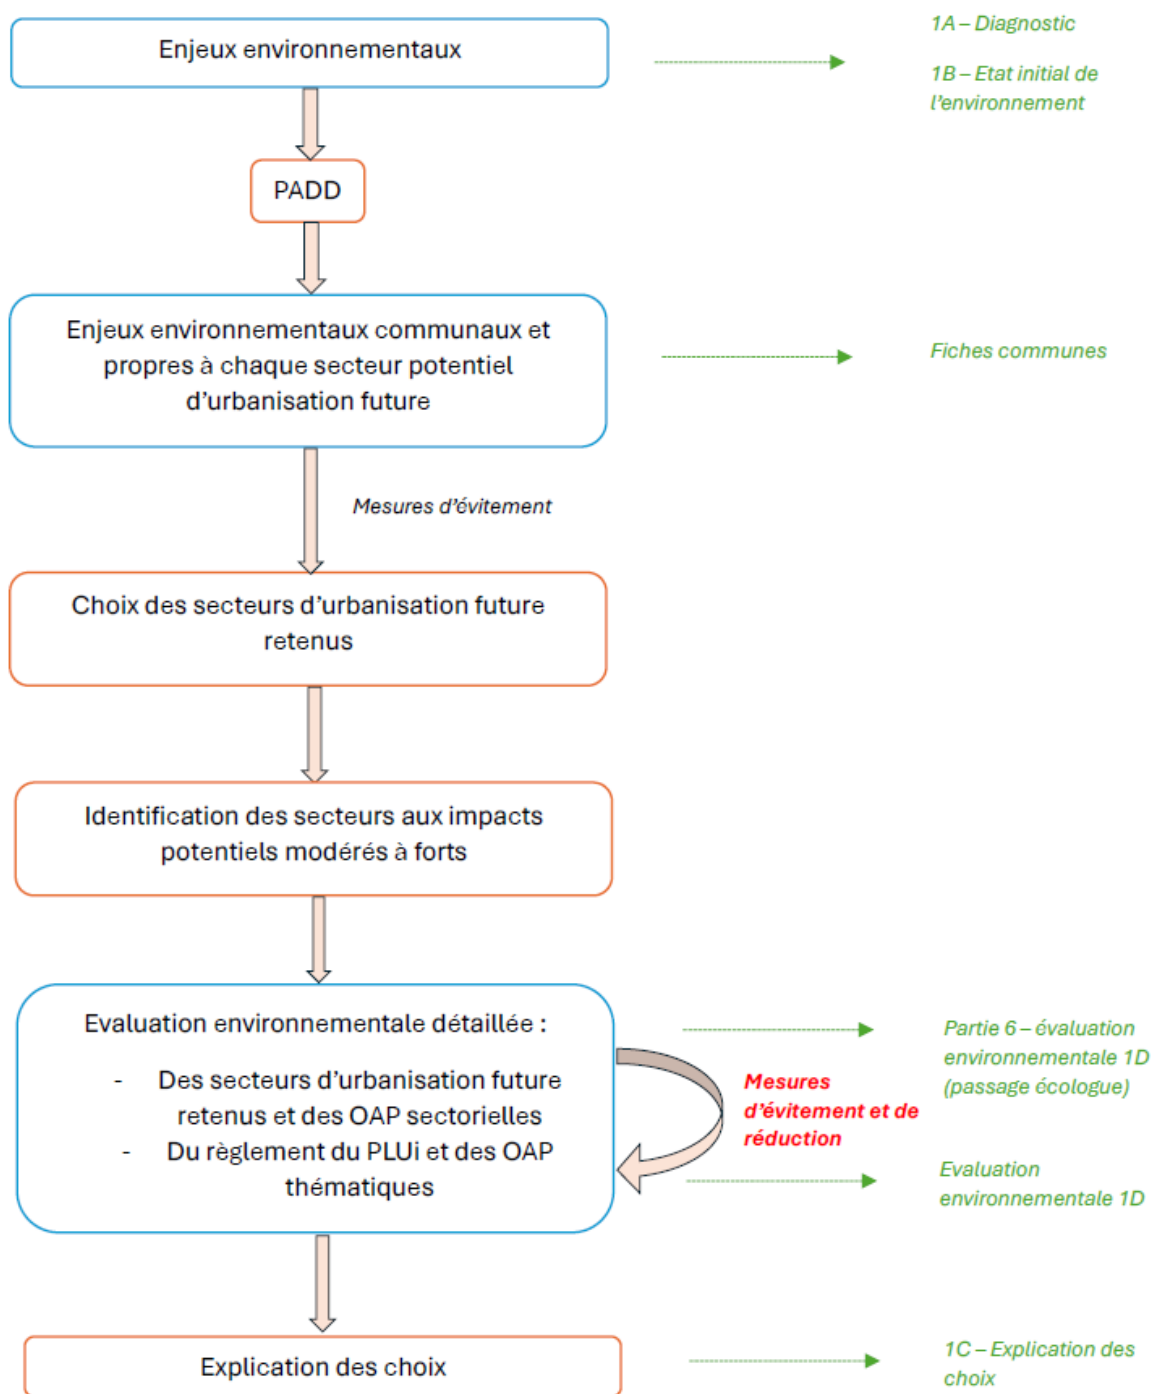 Enjeux environnementaux
1A – Diagnostic
1B – Etat initial de
l'environnement
PADD
Enjeux environnementaux communaux et
propres à chaque secteur potentiel
d'urbanisation future
Fiches communes
Mesures d'évitement
Choix des secteurs d'urbanisation future
retenus
Identification des secteurs aux impacts
potentiels modérés à forts
Evaluation environnementale détaillée :
- Des secteurs d'urbanisation future
retenus et des OAP sectorielles
- Du règlement du PLUi et des OAP
thématiques
Mesures
d'évitement et de
réduction
Partie 6 – évaluation
environnementale 1D
(passage écologue)
Evaluation
environnementale 1D
Explication des choix
1C – Explication des
choix